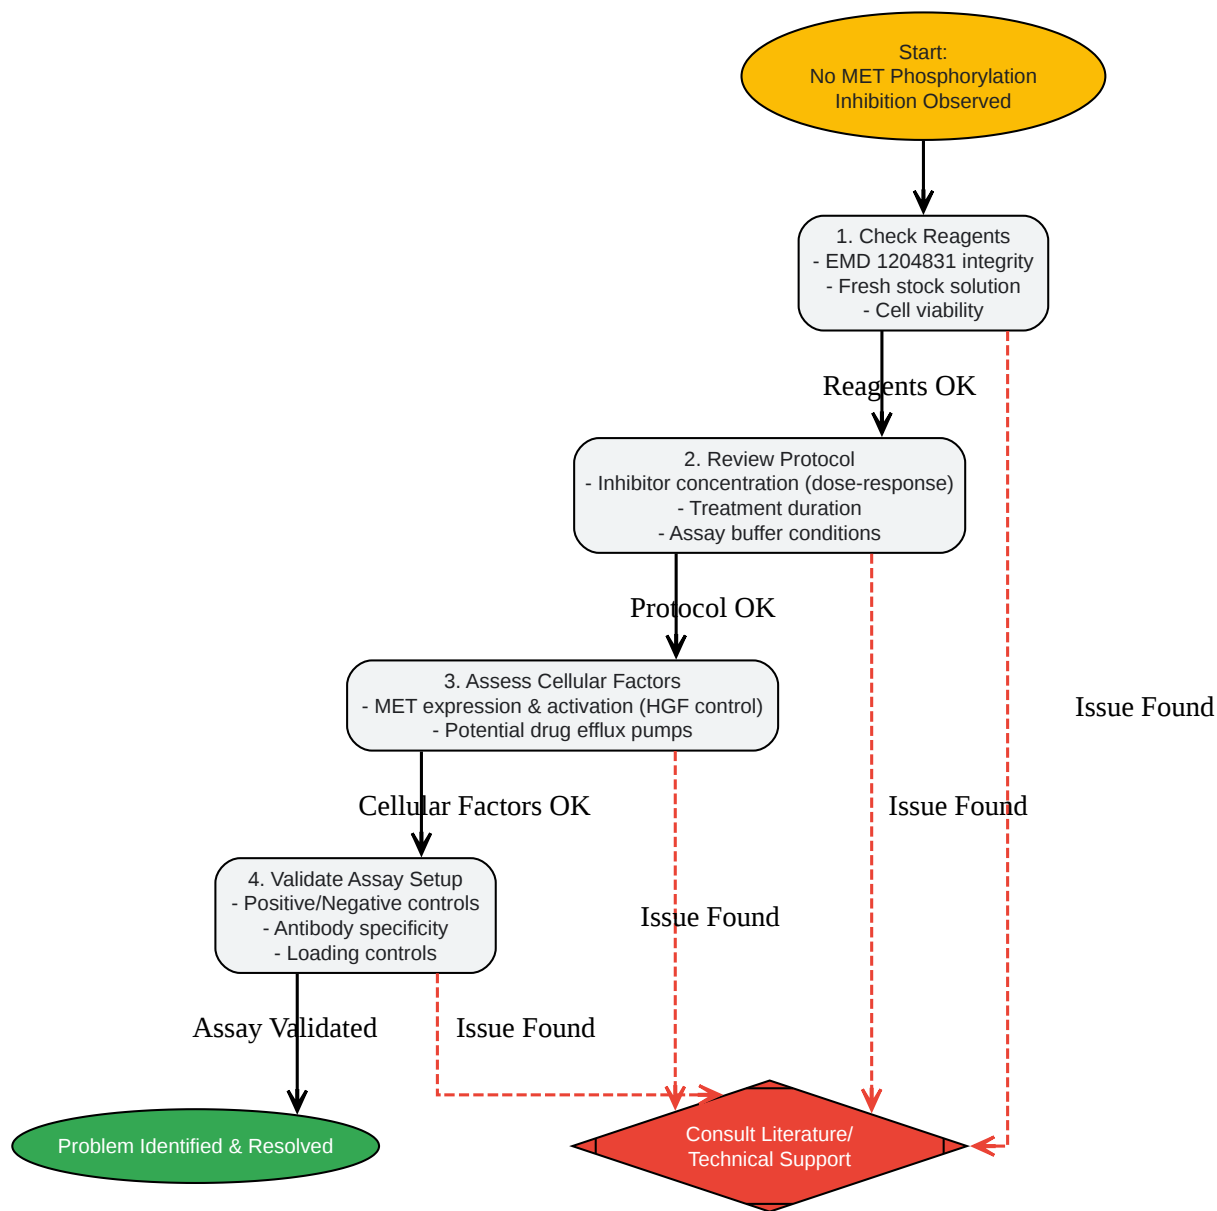 Start:
No MET Phosphorylation
Inhibition Observed
1. Check Reagents
- EMD 1204831 integrity
- Fresh stock solution
- Cell viability
Reagents OK
2. Review Protocol
- Inhibitor concentration (dose-response)
- Treatment duration
- Assay buffer conditions
Protocol OK
3. Assess Cellular Factors
- MET expression & activation (HGF control)
- Potential drug efflux pumps
Issue Found
Cellular Factors OK
Issue Found
4. Validate Assay Setup
- Positive/Negative controls
- Antibody specificity
- Loading controls
Issue Found
Assay Validated
Issue Found
Problem Identified & Resolved
Consult Literature/
Technical Support